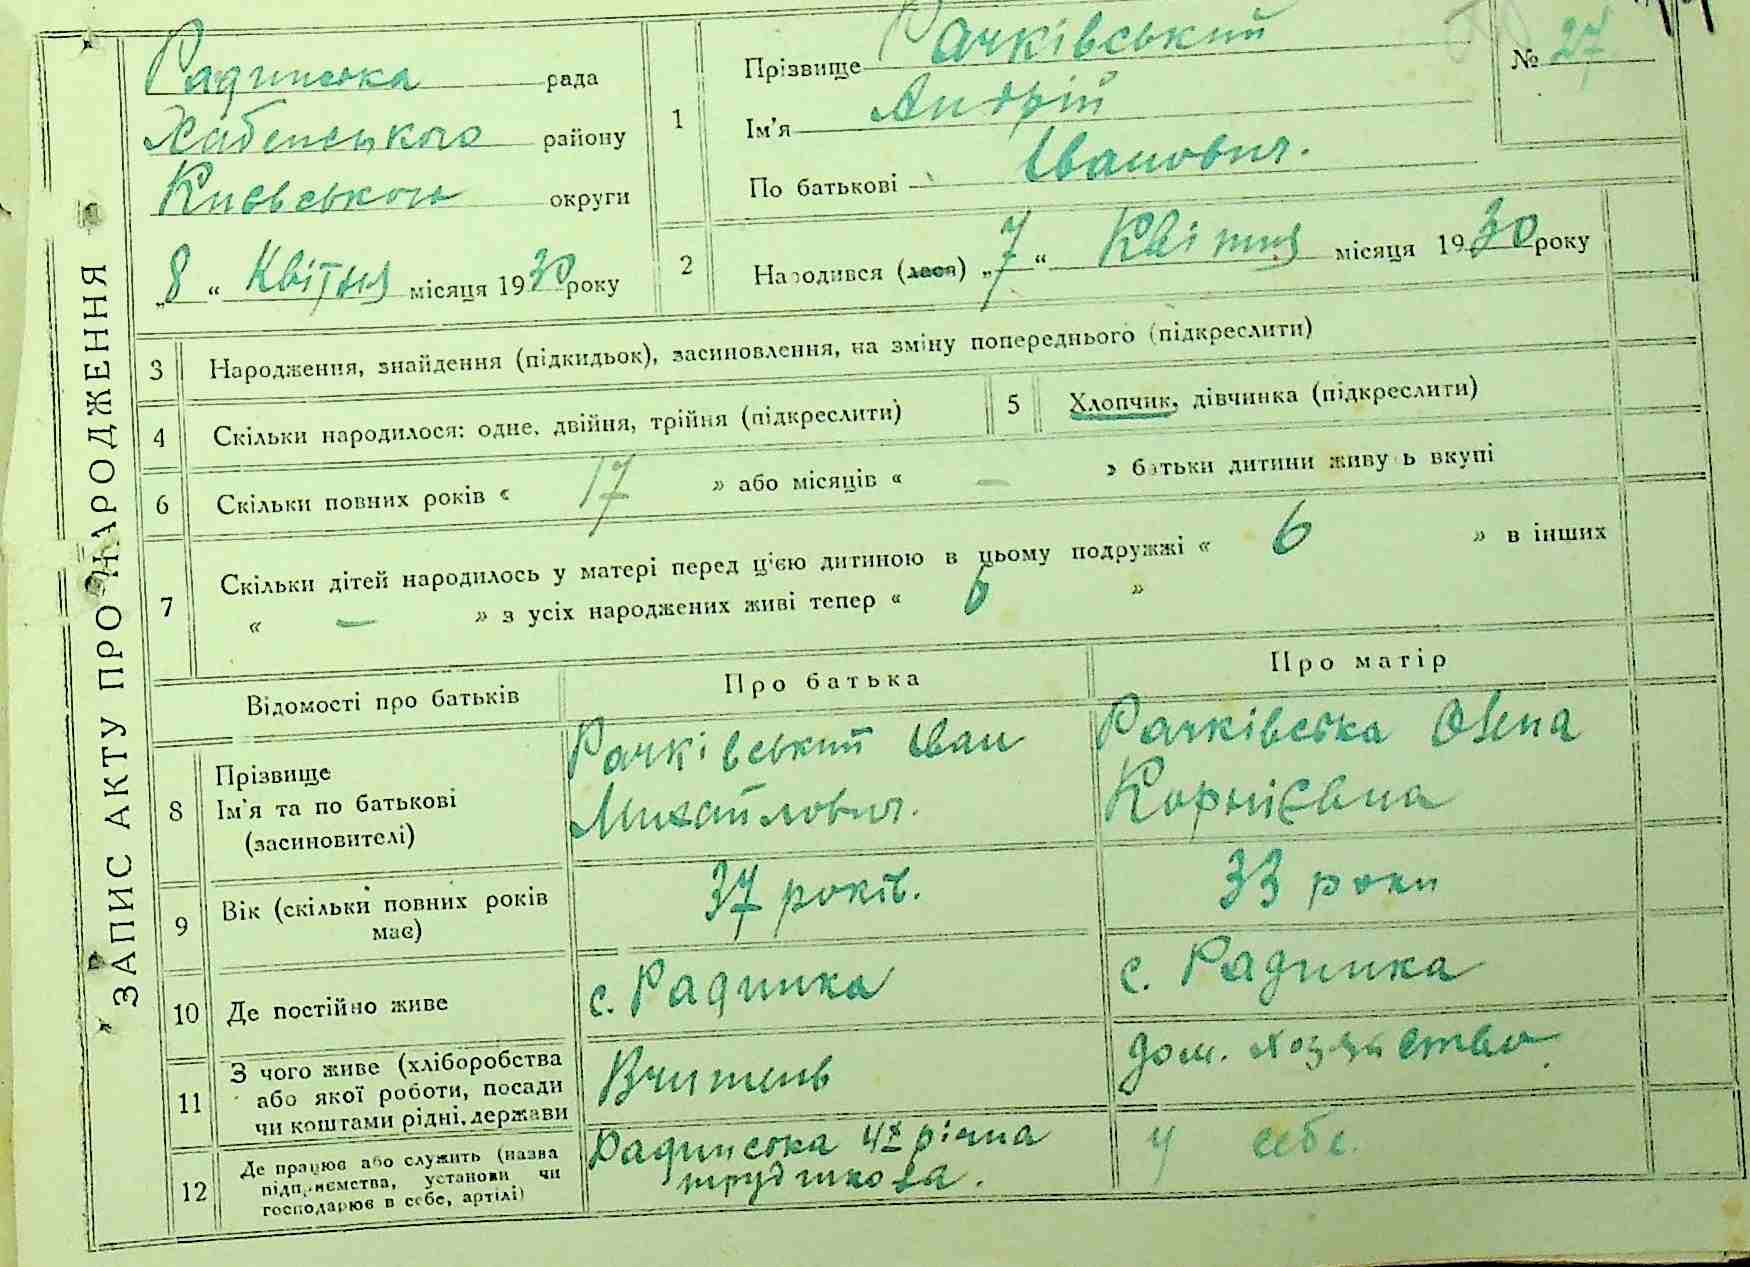 ЗАПИС АКТУ ПРО НАРОДЖЕННЯ
Радинська рада
Хабенського району
Києвського округи
„8“ Квітня місяця 1930 року
1
Прізвище Рачківський
Ім'я Андрій
По батькові Іванович.
№ 27
2
Народився (лася) „7“ Квітня місяця 1930 року
3 Народження, знайдення (підкидьок), засиновлення, на зміну попереднього (підкреслити)
4 Скільки народилося: одне, двійня, трійня (підкреслити)
5 Хлопчик, дівчинка (підкреслити)
6 Скільки повних років « 17 » або місяців « — » батьки дитини живуть вкупі
7 Скільки дітей народилось у матері перед ц'єю дитиною в цьому подружжі « 6 » в інших
« — » з усіх народжених живі тепер « 6 »
Відомості про батьків
Про батька
Про матір
8
Прізвище
Ім'я та по батькові
(засиновителі)
Рачківський Іван
Михайлович.
Рачківська Олена
Корнієвна
9
Вік (скільки повних років
має)
37 років.
33 роки
10 Де постійно живе
с. Радинка
с. Радинка
11
З чого живе (хліборобства
або якої роботи, посади
чи коштами рідні, держави
Вчитель
дом. хозяйство.
12
Де працює або служить (назва
підприємства, установи чи
господарює в себе, артілі)
Радинська 4х річна
трудшкола.
у себе.